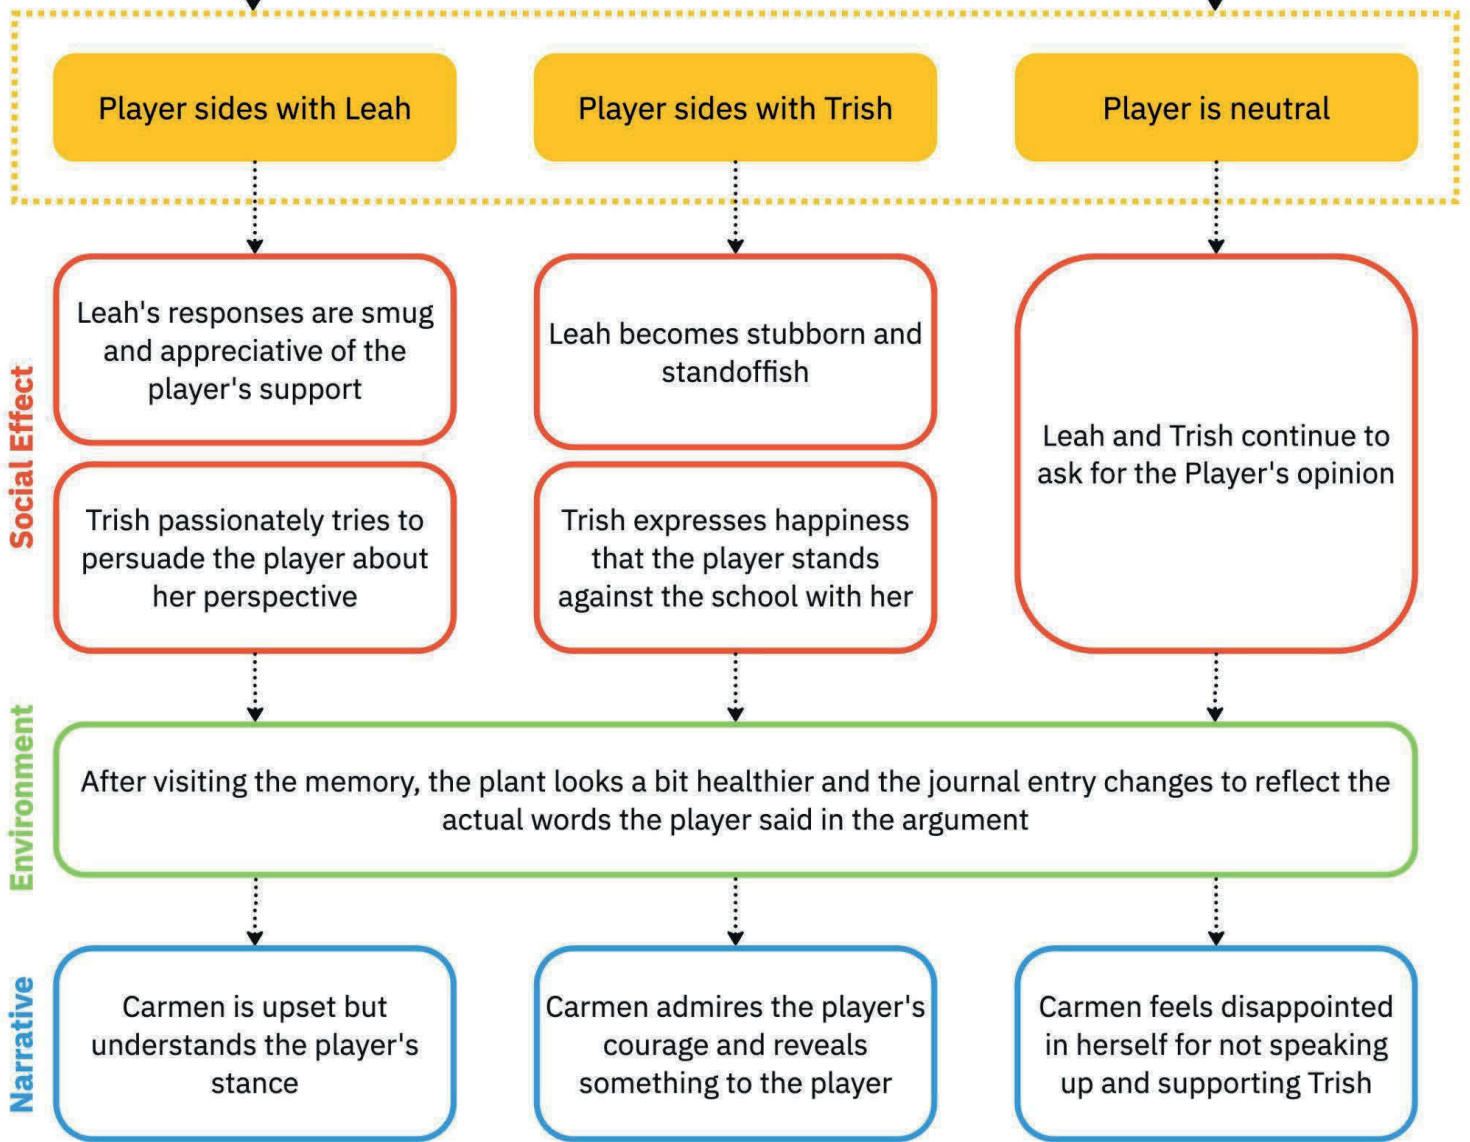 Player sides with Leah
Player sides with Trish
Player is neutral
Social Effect
Leah's responses are smug
and appreciative of the
player's support
Leah becomes stubborn and
standoffish
Leah and Trish continue to
ask for the Player's opinion
Trish passionately tries to
persuade the player about
her perspective
Trish expresses happiness
that the player stands
against the school with her
Environment
After visiting the memory, the plant looks a bit healthier and the journal entry changes to reflect the
actual words the player said in the argument
Narrative
Carmen is upset but
understands the player's
stance
Carmen admires the player's
courage and reveals
something to the player
Carmen feels disappointed
in herself for not speaking
up and supporting Trish